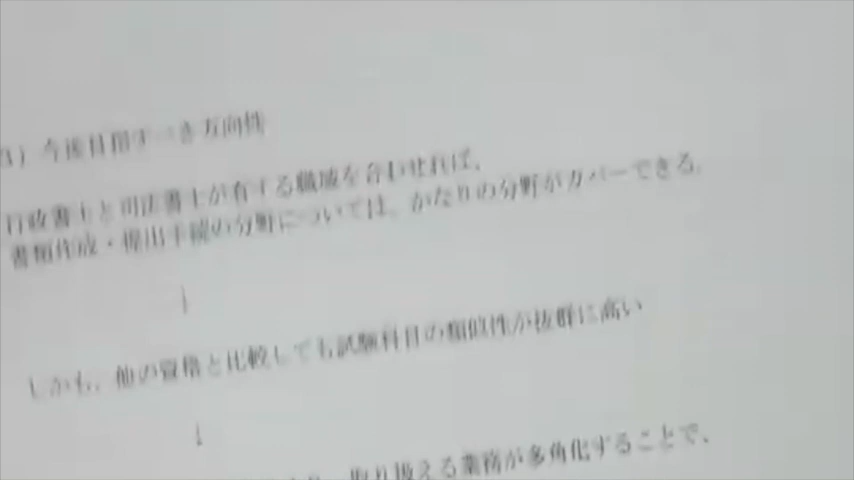 3) 今後目指すべき方向性
行政書士と司法書士が有する職域を合わせれば、
書類作成・提出手続の分野については、かなりの分野がカバーできる。
↓
しかも、他の資格と比較しても試験科目の類似性が抜群に高い
↓
取り扱える業務が多角化することで、